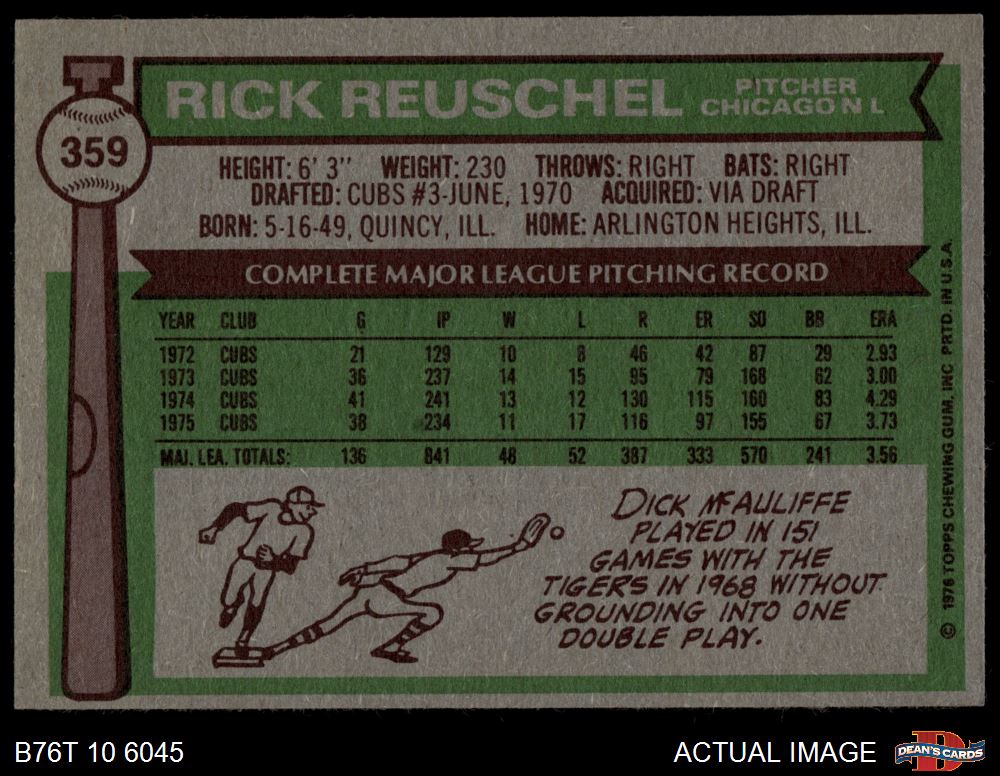 RICK REUSCHEL
PITCHER
CHICAGO N L
359
HEIGHT: 6' 3" WEIGHT: 230 THROWS: RIGHT BATS: RIGHT
DRAFTED: CUBS #3-JUNE, 1970 ACQUIRED: VIA DRAFT
BORN: 5-16-49, QUINCY, ILL. HOME: ARLINGTON HEIGHTS, ILL.
COMPLETE MAJOR LEAGUE PITCHING RECORD
YEAR CLUB G IP W L R ER SO BB ERA
1972 CUBS 21 129 10 8 46 42 87 29 2.93
1973 CUBS 36 237 14 15 95 79 168 62 3.00
1974 CUBS 41 241 13 12 130 115 160 83 4.29
1975 CUBS 38 234 11 17 116 97 155 67 3.73
MAJ. LEA. TOTALS: 136 841 48 52 387 333 570 241 3.56
DICK McAULIFFE
PLAYED IN 151
GAMES WITH THE
TIGERS IN 1968 WITHOUT
GROUNDING INTO ONE
DOUBLE PLAY.
© 1976 TOPPS CHEWING GUM, INC PRTD. IN U.S.A.
B76T 10 6045
ACTUAL IMAGE
DEAN'S CARDS